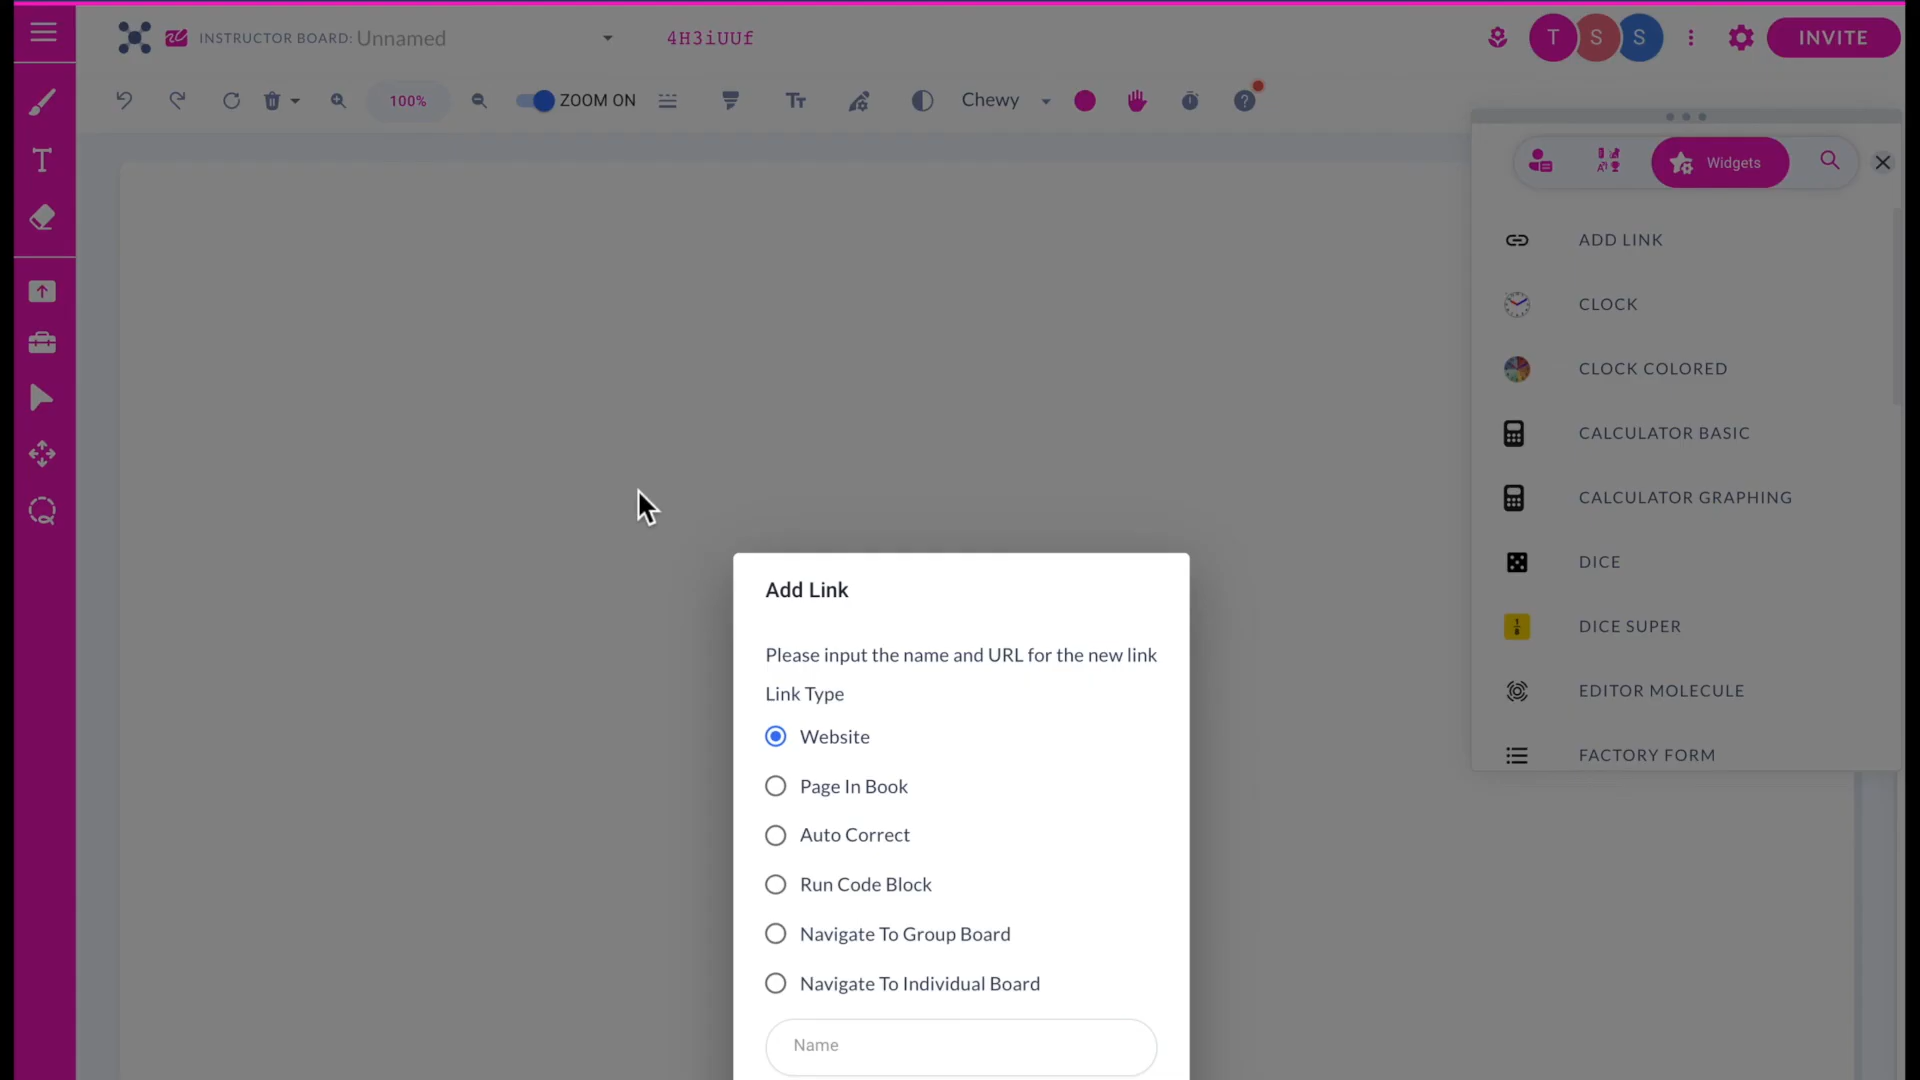 INSTRUCTOR BOARD: Unnamed
4H3iUUf
T
S
S
INVITE
100%
ZOOM ON
Chewy
Widgets
ADD LINK
CLOCK
CLOCK COLORED
CALCULATOR BASIC
CALCULATOR GRAPHING
DICE
DICE SUPER
EDITOR MOLECULE
FACTORY FORM
Add Link
Please input the name and URL for the new link
Link Type
Website
Page In Book
Auto Correct
Run Code Block
Navigate To Group Board
Navigate To Individual Board
Name